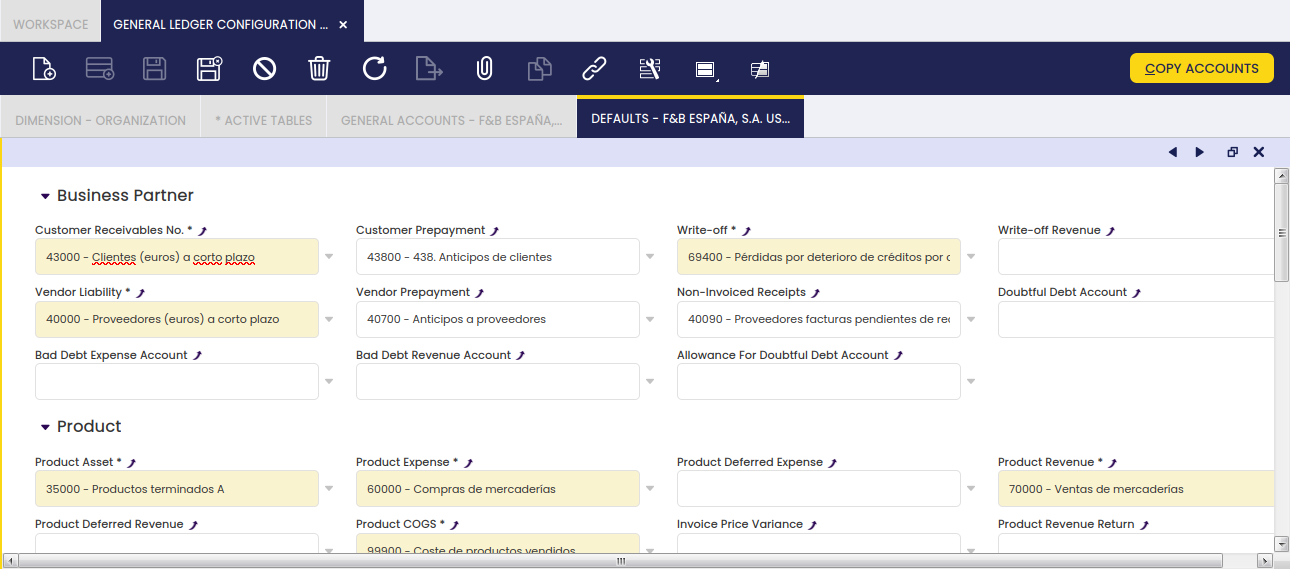 WORKSPACE GENERAL LEDGER CONFIGURATION ...
COPY ACCOUNTS
DIMENSION - ORGANIZATION * ACTIVE TABLES GENERAL ACCOUNTS - F&B ESPAÑA,... DEFAULTS - F&B ESPAÑA, S.A. US...
Business Partner
Customer Receivables No. * Customer Prepayment Write-off * Write-off Revenue
43000 - Clientes (euros) a corto plazo 43800 - 438. Anticipos de clientes 69400 - Pérdidas por deterioro de créditos por
Vendor Liability * Vendor Prepayment Non-Invoiced Receipts Doubtful Debt Account
40000 - Proveedores (euros) a corto plazo 40700 - Anticipos a proveedores 40090 - Proveedores facturas pendientes de
Bad Debt Expense Account Bad Debt Revenue Account Allowance For Doubtful Debt Account
Product
Product Asset * Product Expense * Product Deferred Expense Product Revenue *
35000 - Productos terminados A 60000 - Compras de mercaderías 70000 - Ventas de mercaderías
Product Deferred Revenue Product COGS * Invoice Price Variance Product Revenue Return
99900 - Coste de productos vendidos